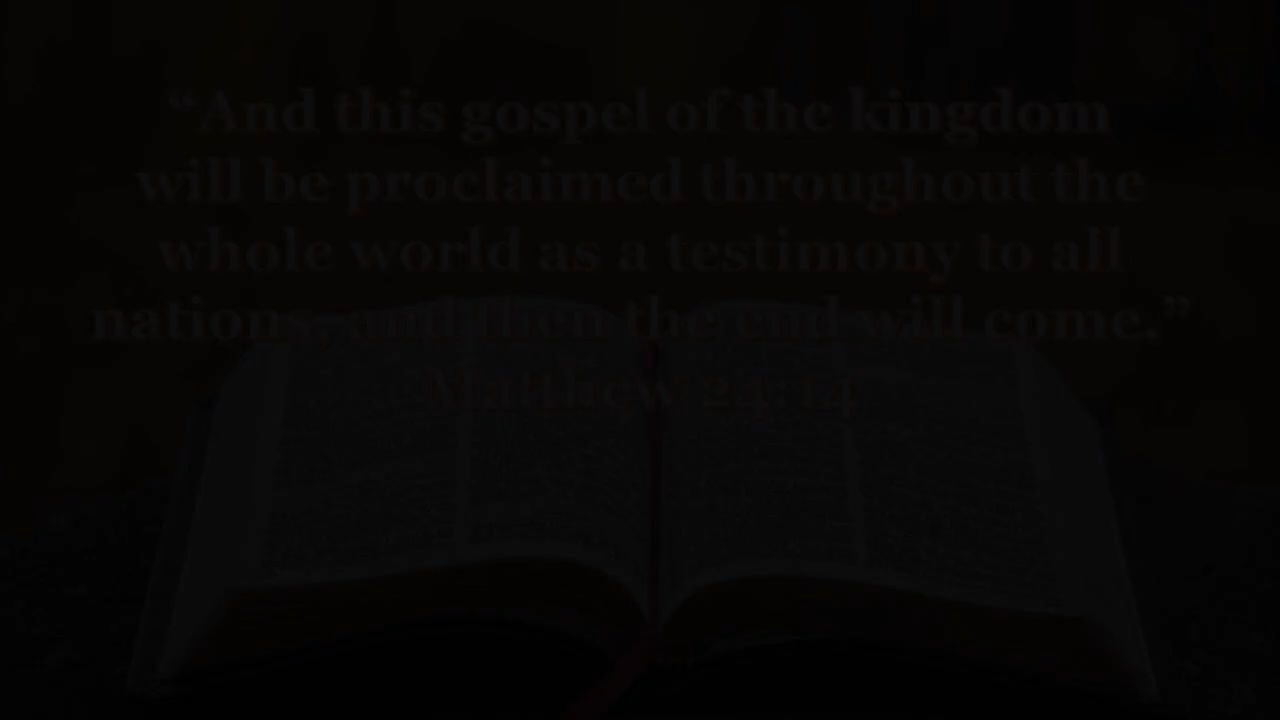 “And this gospel of the kingdom
will be proclaimed throughout the
whole world as a testimony to all
nations, and then the end will come.”
Matthew 24:14